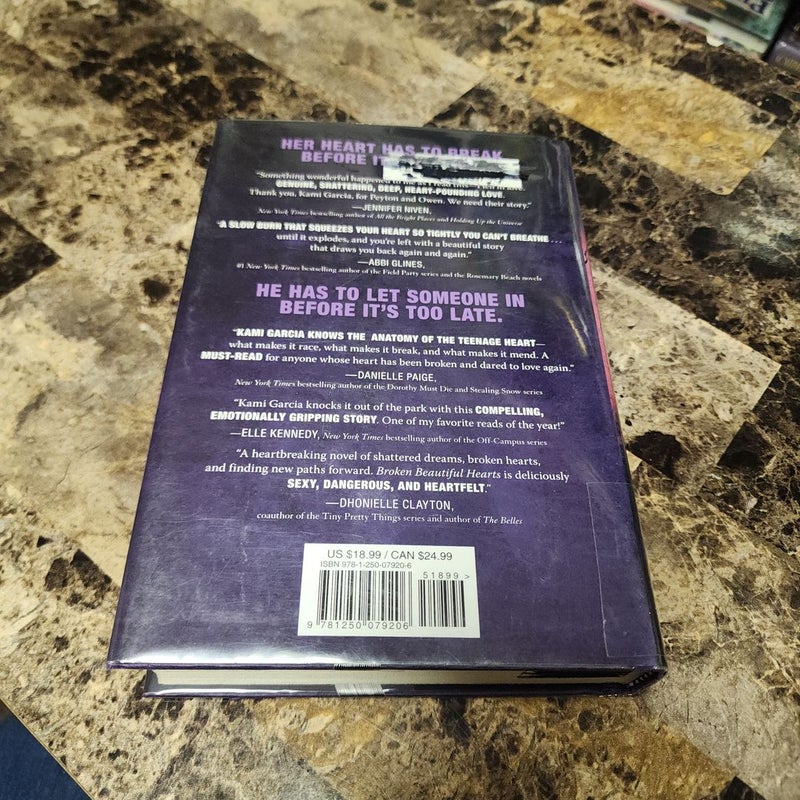 HER HEART HAS TO BREAK
BEFORE IT
"Something wonderful happened
GENUINE, SHATTERING, DEEP, HEART-POUNDING LOVE.
Thank you, Kami Garcia, for Peyton and Owen. We need their story."
—JENNIFER NIVEN,
New York Times bestselling author of All the Bright Places and Holding Up the Universe
"A SLOW BURN THAT SQUEEZES YOUR HEART SO TIGHTLY YOU CAN'T BREATHE . . .
until it explodes, and you're left with a beautiful story
that draws you back again and again."
—ABBI GLINES,
#1 New York Times bestselling author of the Field Party series and the Rosemary Beach novels
HE HAS TO LET SOMEONE IN
BEFORE IT'S TOO LATE.
"KAMI GARCIA KNOWS THE ANATOMY OF THE TEENAGE HEART—
what makes it race, what makes it break, and what makes it mend. A
MUST-READ for anyone whose heart has been broken and dared to love again."
—DANIELLE PAIGE,
New York Times bestselling author of the Dorothy Must Die and Stealing Snow series
"Kami Garcia knocks it out of the park with this COMPELLING,
EMOTIONALLY GRIPPING STORY. One of my favorite reads of the year!"
—ELLE KENNEDY, New York Times bestselling author of the Off-Campus series
"A heartbreaking novel of shattered dreams, broken hearts,
and finding new paths forward. Broken Beautiful Hearts is deliciously
SEXY, DANGEROUS, AND HEARTFELT."
—DHONIELLE CLAYTON,
coauthor of the Tiny Pretty Things series and author of The Belles
US $18.99 / CAN $24.99
ISBN 978-1-250-07920-6
51899>
9 781250 079206